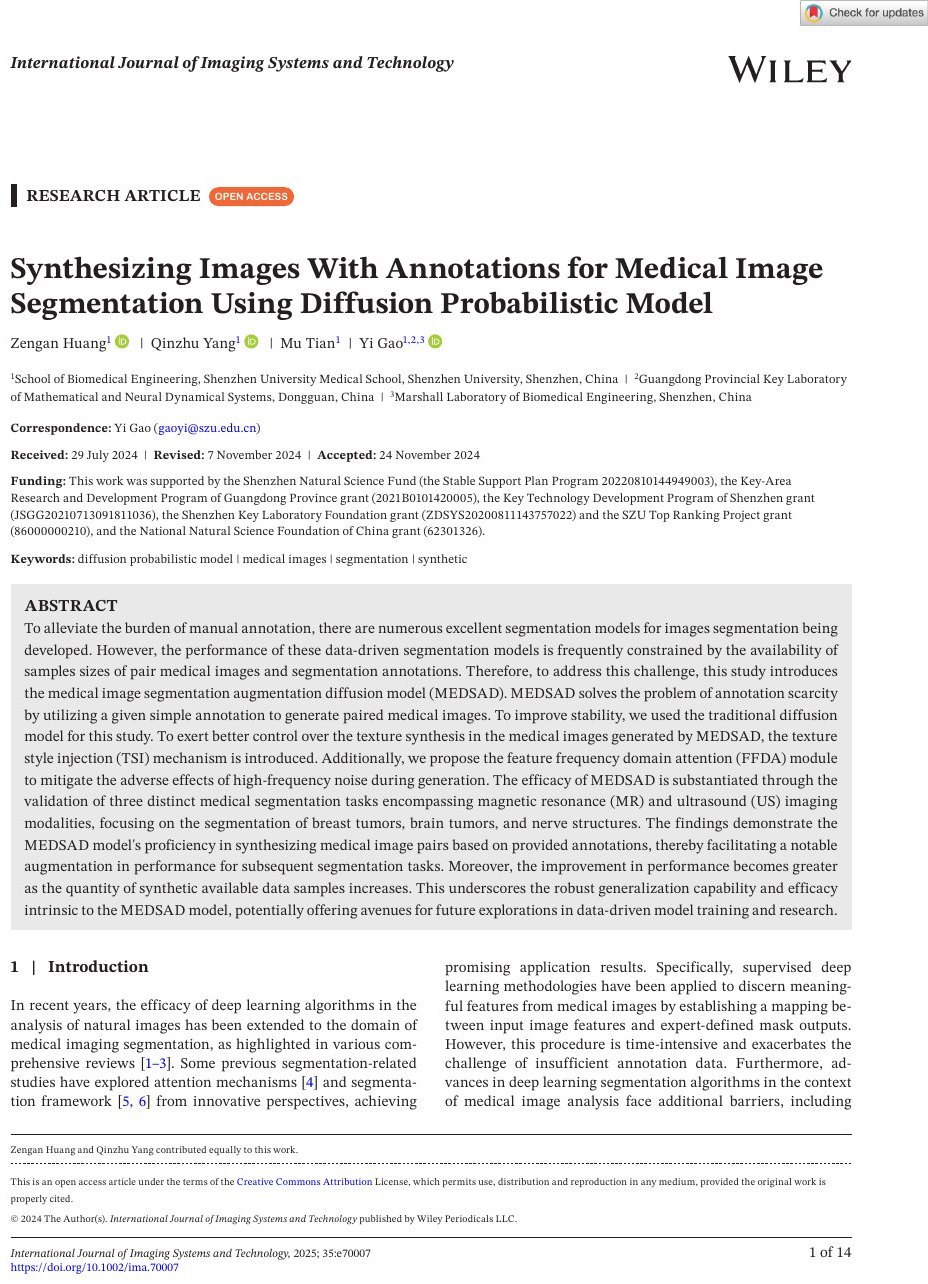 Check for updates
International Journal of Imaging Systems and Technology
WILEY
RESEARCH ARTICLE OPEN ACCESS
Synthesizing Images With Annotations for Medical Image
Segmentation Using Diffusion Probabilistic Model
Zengan Huang1 iD | Qinzhu Yang1 iD | Mu Tian1 | Yi Gao1,2,3 iD
1School of Biomedical Engineering, Shenzhen University Medical School, Shenzhen University, Shenzhen, China | 2Guangdong Provincial Key Laboratory
of Mathematical and Neural Dynamical Systems, Dongguan, China | 3Marshall Laboratory of Biomedical Engineering, Shenzhen, China
Correspondence: Yi Gao (gaoyi@szu.edu.cn)
Received: 29 July 2024 | Revised: 7 November 2024 | Accepted: 24 November 2024
Funding: This work was supported by the Shenzhen Natural Science Fund (the Stable Support Plan Program 20220810144949003), the Key-Area
Research and Development Program of Guangdong Province grant (2021B0101420005), the Key Technology Development Program of Shenzhen grant
(JSGG20210713091811036), the Shenzhen Key Laboratory Foundation grant (ZDSYS20200811143757022) and the SZU Top Ranking Project grant
(86000000210), and the National Natural Science Foundation of China grant (62301326).
Keywords: diffusion probabilistic model | medical images | segmentation | synthetic
ABSTRACT
To alleviate the burden of manual annotation, there are numerous excellent segmentation models for images segmentation being
developed. However, the performance of these data-driven segmentation models is frequently constrained by the availability of
samples sizes of pair medical images and segmentation annotations. Therefore, to address this challenge, this study introduces
the medical image segmentation augmentation diffusion model (MEDSAD). MEDSAD solves the problem of annotation scarcity
by utilizing a given simple annotation to generate paired medical images. To improve stability, we used the traditional diffusion
model for this study. To exert better control over the texture synthesis in the medical images generated by MEDSAD, the texture
style injection (TSI) mechanism is introduced. Additionally, we propose the feature frequency domain attention (FFDA) module
to mitigate the adverse effects of high-frequency noise during generation. The efficacy of MEDSAD is substantiated through the
validation of three distinct medical segmentation tasks encompassing magnetic resonance (MR) and ultrasound (US) imaging
modalities, focusing on the segmentation of breast tumors, brain tumors, and nerve structures. The findings demonstrate the
MEDSAD model's proficiency in synthesizing medical image pairs based on provided annotations, thereby facilitating a notable
augmentation in performance for subsequent segmentation tasks. Moreover, the improvement in performance becomes greater
as the quantity of synthetic available data samples increases. This underscores the robust generalization capability and efficacy
intrinsic to the MEDSAD model, potentially offering avenues for future explorations in data-driven model training and research.
1 | Introduction
In recent years, the efficacy of deep learning algorithms in the
analysis of natural images has been extended to the domain of
medical imaging segmentation, as highlighted in various com-
prehensive reviews [1–3]. Some previous segmentation-related
studies have explored attention mechanisms [4] and segmenta-
tion framework [5, 6] from innovative perspectives, achieving
promising application results. Specifically, supervised deep
learning methodologies have been applied to discern meaning-
ful features from medical images by establishing a mapping be-
tween input image features and expert-defined mask outputs.
However, this procedure is time-intensive and exacerbates the
challenge of insufficient annotation data. Furthermore, ad-
vances in deep learning segmentation algorithms in the context
of medical image analysis face additional barriers, including
Zengan Huang and Qinzhu Yang contributed equally to this work.
This is an open access article under the terms of the Creative Commons Attribution License, which permits use, distribution and reproduction in any medium, provided the original work is
properly cited.
© 2024 The Author(s). International Journal of Imaging Systems and Technology published by Wiley Periodicals LLC.
International Journal of Imaging Systems and Technology, 2025; 35:e70007
https://doi.org/10.1002/ima.70007
1 of 14